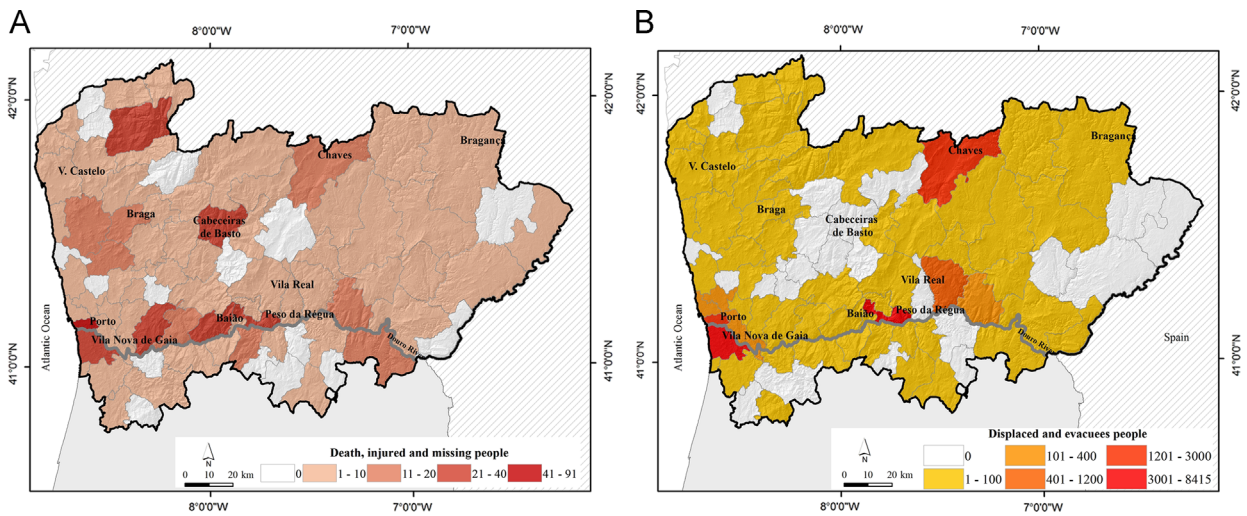 A
8°0'0"W 7°0'0"W
42°0'0"N
42°0'0"N
Bragança
Chaves
V. Castelo
Braga
Cabeceiras
de Basto
Vila Real
Porto
Baião
Peso da Régua
Vila Nova de Gaia
Douro River
Atlantic Ocean
41°0'0"N
41°0'0"N
Death, injured and missing people
N
0 10 20 km
0 1 - 10 11 - 20 21 - 40 41 - 91
8°0'0"W 7°0'0"W
B
8°0'0"W 7°0'0"W
42°0'0"N
42°0'0"N
Bragança
Chaves
V. Castelo
Braga
Cabeceiras
de Basto
Vila Real
Porto
Baião
Peso da Régua
Vila Nova de Gaia
Douro River
Atlantic Ocean
Spain
41°0'0"N
41°0'0"N
Displaced and evacuees people
N
0 10 20 km
0 101 - 400 1201 - 3000
1 - 100 401 - 1200 3001 - 8415
8°0'0"W 7°0'0"W